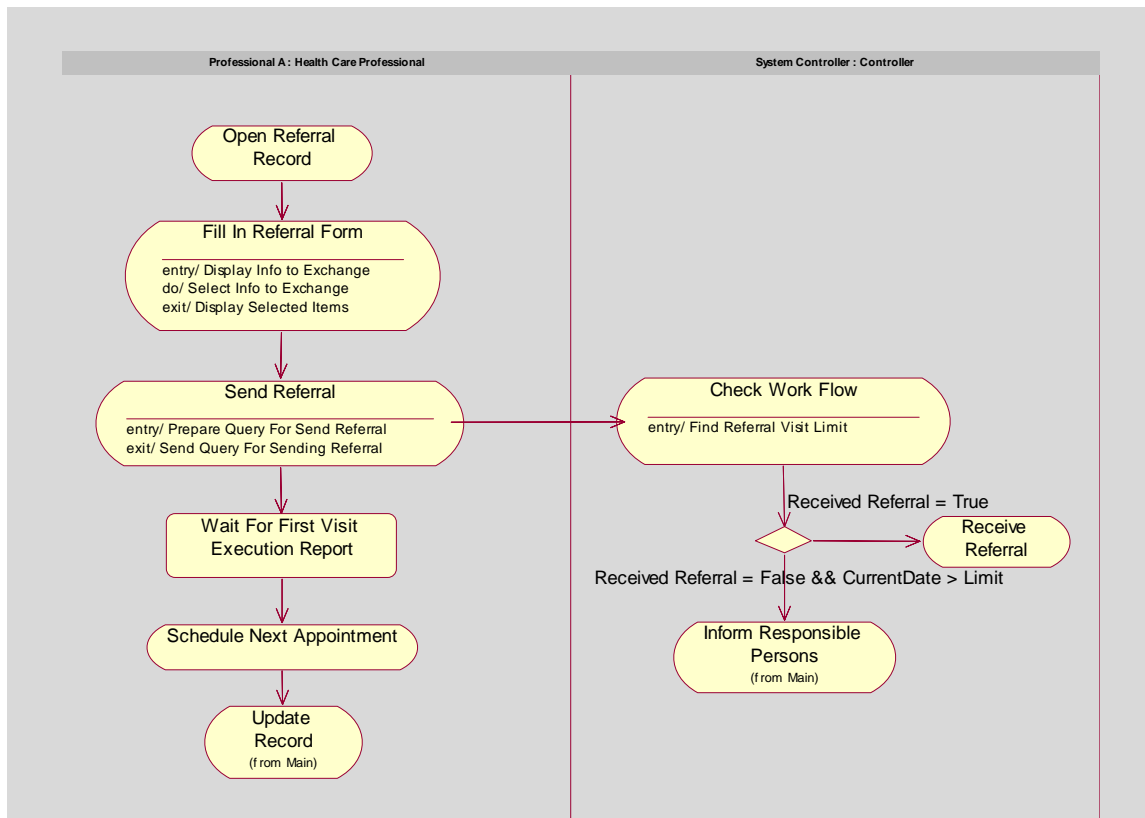 Professional A : Health Care Professional
System Controller : Controller
Open Referral
Record
Fill In Referral Form
entry/ Display Info to Exchange
do/ Select Info to Exchange
exit/ Display Selected Items
Send Referral
entry/ Prepare Query For Send Referral
exit/ Send Query For Sending Referral
Check Work Flow
entry/ Find Referral Visit Limit
Received Referral = True
Wait For First Visit
Execution Report
Receive
Referral
Received Referral = False && CurrentDate > Limit
Schedule Next Appointment
Inform Responsible
Persons
(from Main)
Update
Record
(from Main)